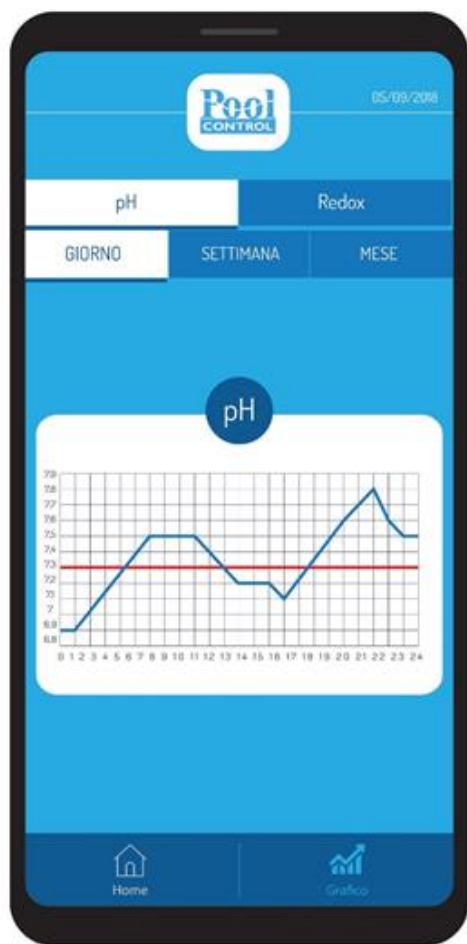 Pool
CONTROL
05/09/2018
pH
Redox
GIORNO
SETTIMANA
MESE
pH
7.9
7.8
7.7
7.6
7.5
7.4
7.3
7.2
7.1
7
6.9
6.8
0 1 2 3 4 5 6 7 8 9 10 11 12 13 14 15 16 17 18 19 20 21 22 23 24
Home
Grafico